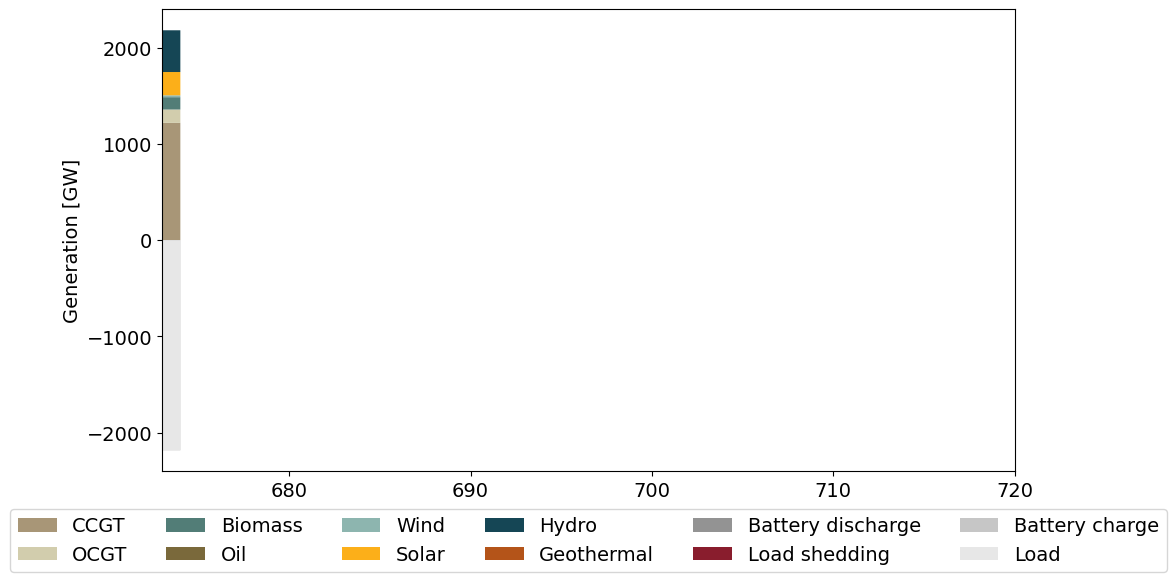 2000
1000
0
−1000
−2000
Generation [GW]
680 690 700 710 720
CCGT Biomass Wind Hydro Battery discharge Battery charge
OCGT Oil Solar Geothermal Load shedding Load